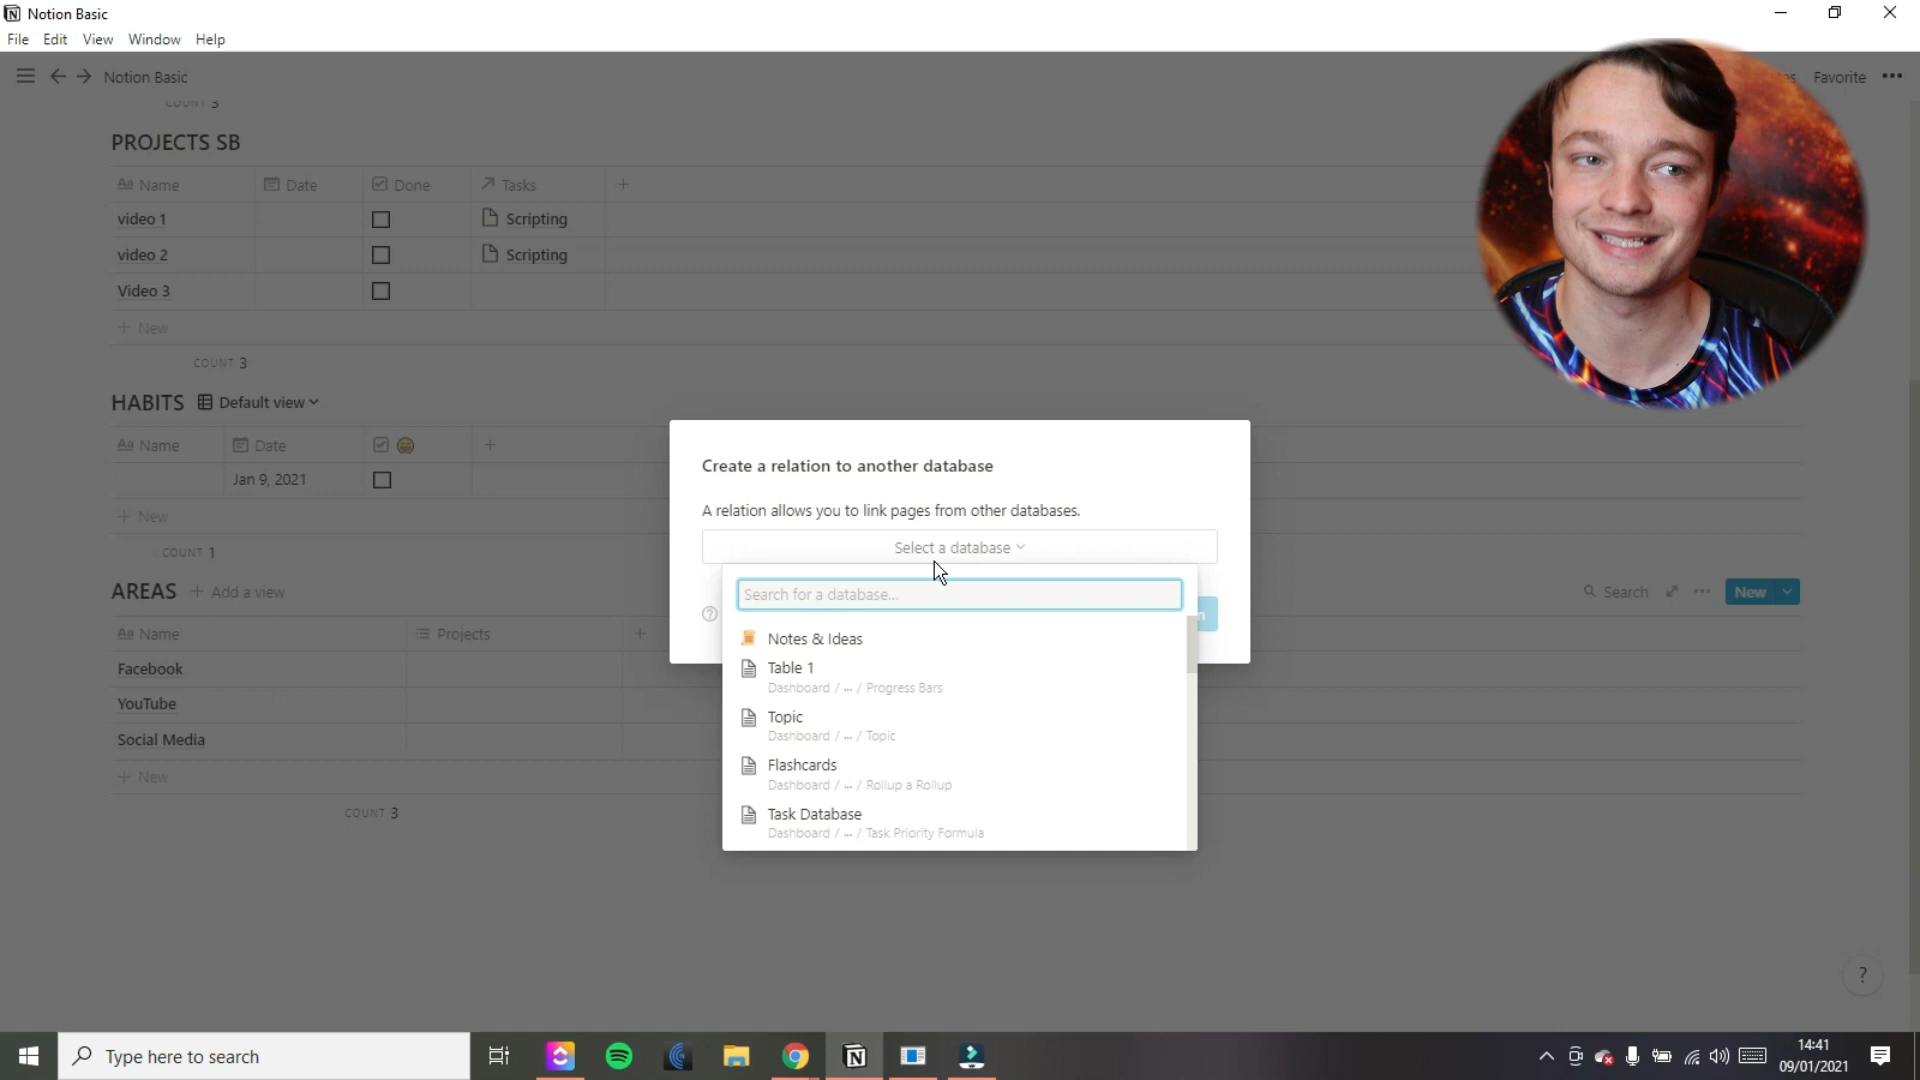 Notion Basic
File Edit View Window Help
Notion Basic
Favorite
COUNT 3
PROJECTS SB
Aa Name Date Done Tasks
video 1 Scripting
video 2 Scripting
Video 3
+ New
COUNT 3
HABITS Default view
Aa Name Date
Jan 9, 2021
+ New
COUNT 1
AREAS + Add a view
Search New
Aa Name Projects
Facebook
YouTube
Social Media
+ New
COUNT 3
Create a relation to another database
A relation allows you to link pages from other databases.
Select a database
Search for a database...
Notes & Ideas
Table 1
Dashboard / ... / Progress Bars
Topic
Dashboard / ... / Topic
Flashcards
Dashboard / ... / Rollup a Rollup
Task Database
Dashboard / ... / Task Priority Formula
?
Type here to search
14:41
09/01/2021